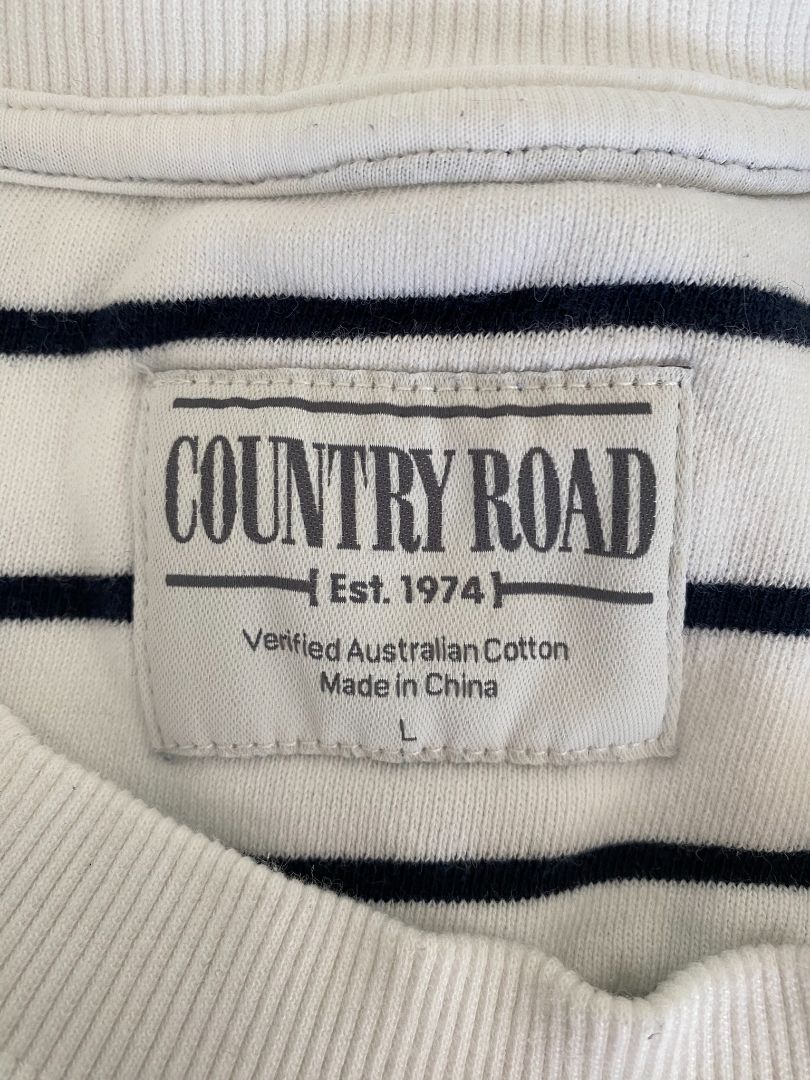 COUNTRY ROAD
{Est. 1974}
Verified Australian Cotton
Made in China
L